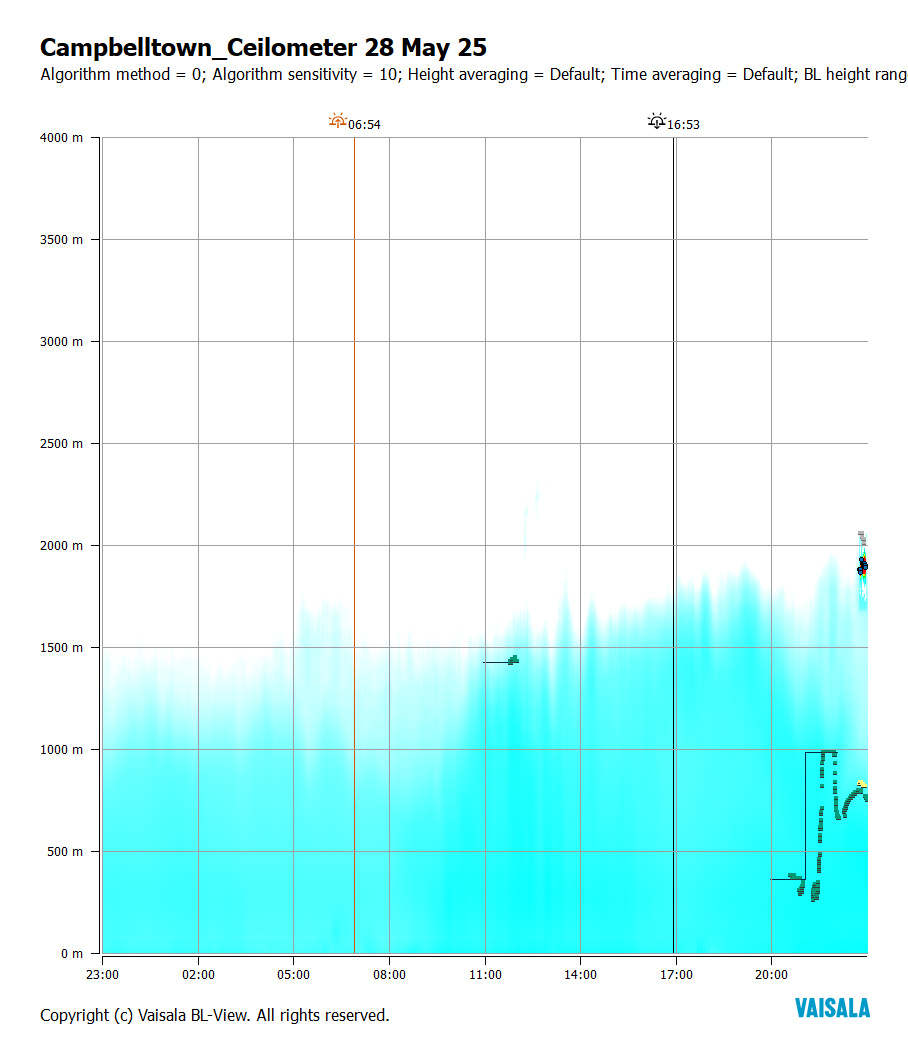 Campbelltown_Ceilometer 28 May 25
Algorithm method = 0; Algorithm sensitivity = 10; Height averaging = Default; Time averaging = Default; BL height rang
06:54
16:53
4000 m
3500 m
3000 m
2500 m
2000 m
1500 m
1000 m
500 m
0 m
23:00 02:00 05:00 08:00 11:00 14:00 17:00 20:00
Copyright (c) Vaisala BL-View. All rights reserved.
VAISALA